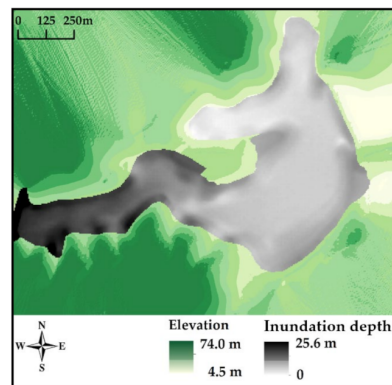 0 125 250m
Elevation
74.0 m
4.5 m
Inundation depth
25.6 m
0
N
W E
S